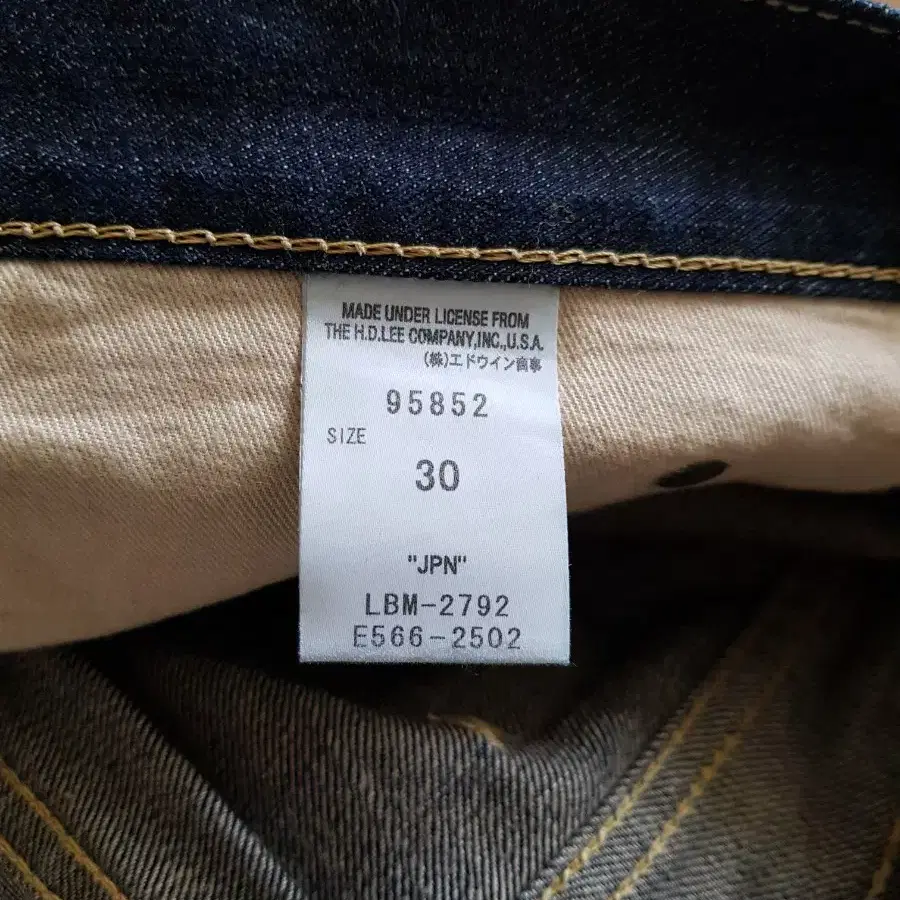 MADE UNDER LICENSE FROM
THE H.D.LEE COMPANY,INC.,U.S.A.
(株)エドウイン商事
95852
SIZE
30
"JPN"
LBM-2792
E566-2502